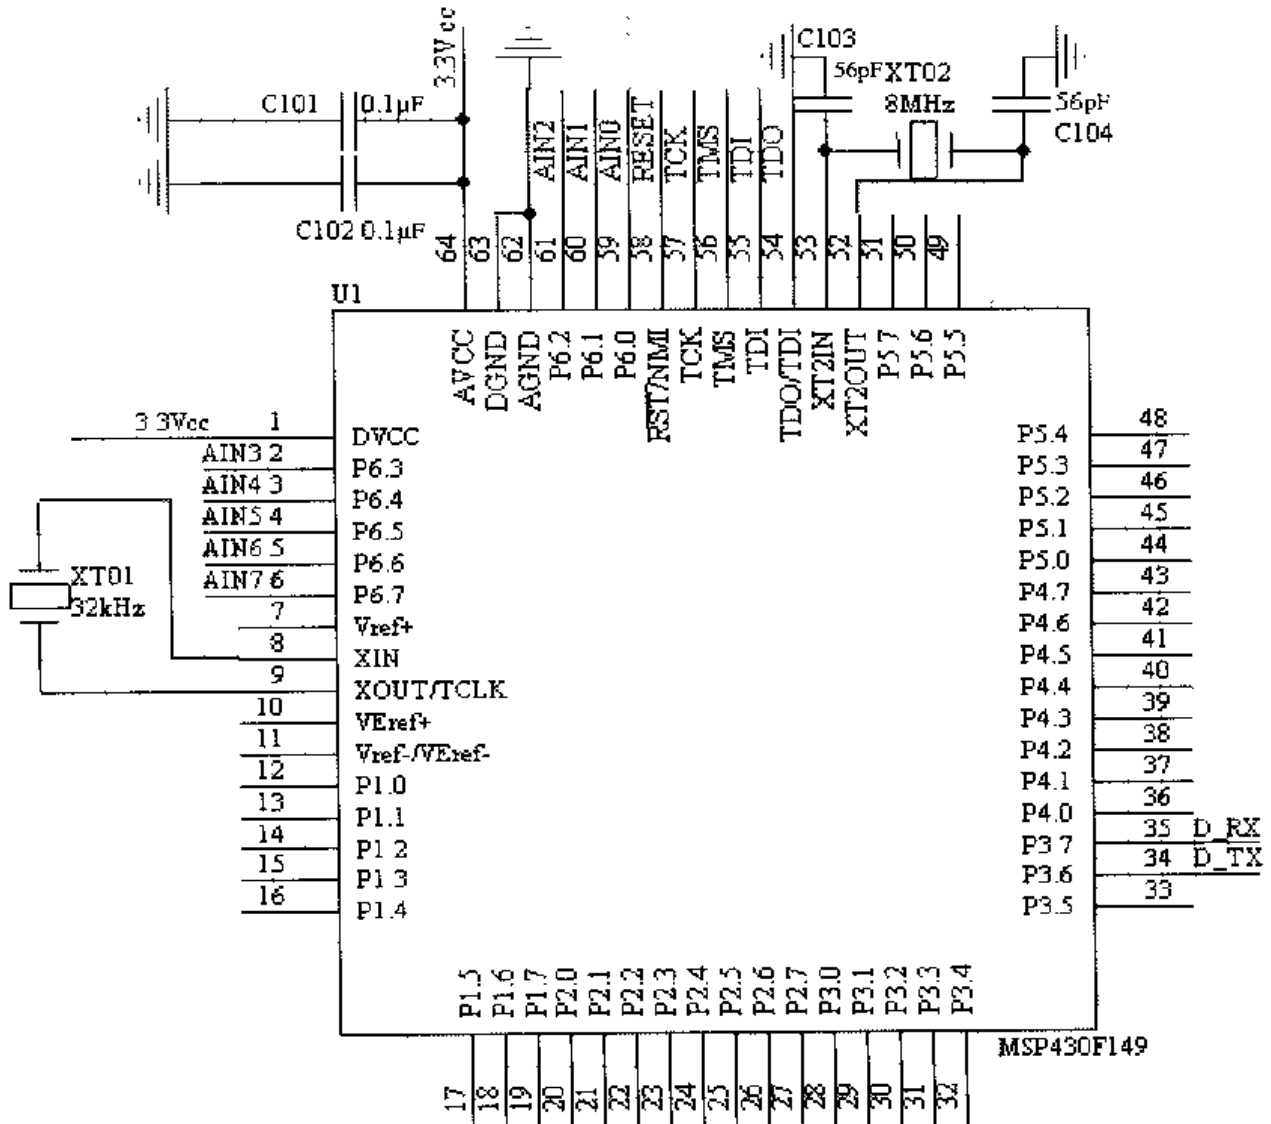 3.3Vcc
C101
0.1μF
C102 0.1μF
AIN2
AIN1
AIN0
RESET
TCK
TMS
TDI
TDO
C103
56pF
XT02
8MHz
56pF
C104
64
63
62
61
60
59
58
57
56
55
54
53
52
51
50
49
U1
AVCC
DGND
AGND
P6.2
P6.1
P6.0
RST/NMI
TCK
TMS
TDI
TDO/TDI
XT2IN
XT2OUT
P5.7
P5.6
P5.5
3 3Vcc 1 DVCC
AIN3 2 P6.3
AIN4 3 P6.4
AIN5 4 P6.5
AIN6 5 P6.6
AIN7 6 P6.7
7 Vref+
8 XIN
9 XOUT/TCLK
10 VEref+
11 Vref-/VEref-
12 P1.0
13 P1.1
14 P1 2
15 P1 3
16 P1.4
XT01
32kHz
P5.4 48
P5.3 47
P5.2 46
P5.1 45
P5.0 44
P4.7 43
P4.6 42
P4.5 41
P4.4 40
P4.3 39
P4.2 38
P4.1 37
P4.0 36
P3 7 35 D_RX
P3.6 34 D_TX
P3.5 33
P1.5
P1.6
P1.7
P2.0
P2.1
P2.2
P2.3
P2.4
P2.5
P2.6
P2.7
P3.0
P3.1
P3.2
P3.3
P3.4
MSP430F149
17
18
19
20
21
22
23
24
25
26
27
28
29
30
31
32